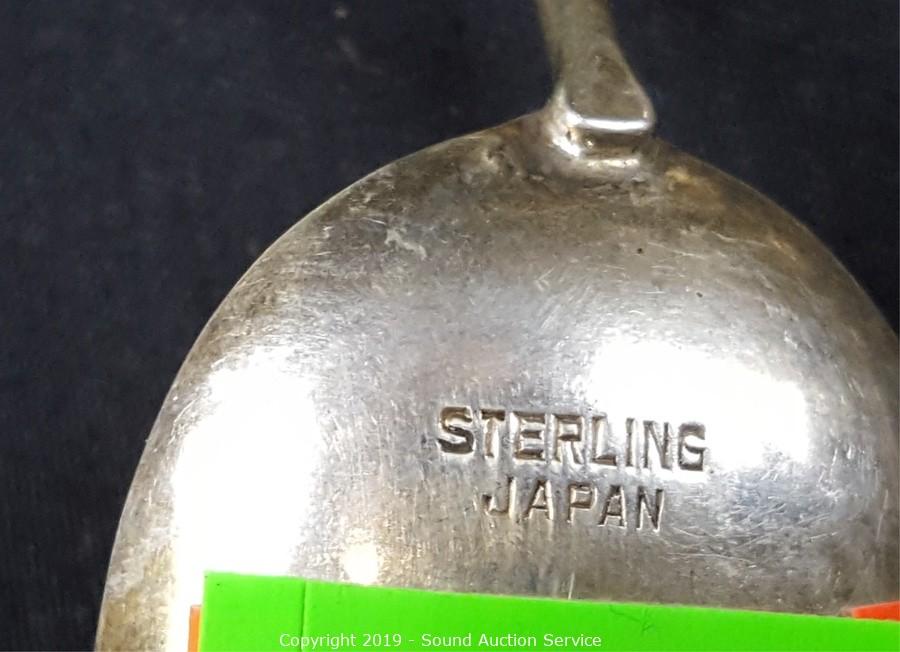 STERLING
JAPAN
Copyright 2019 - Sound Auction Service